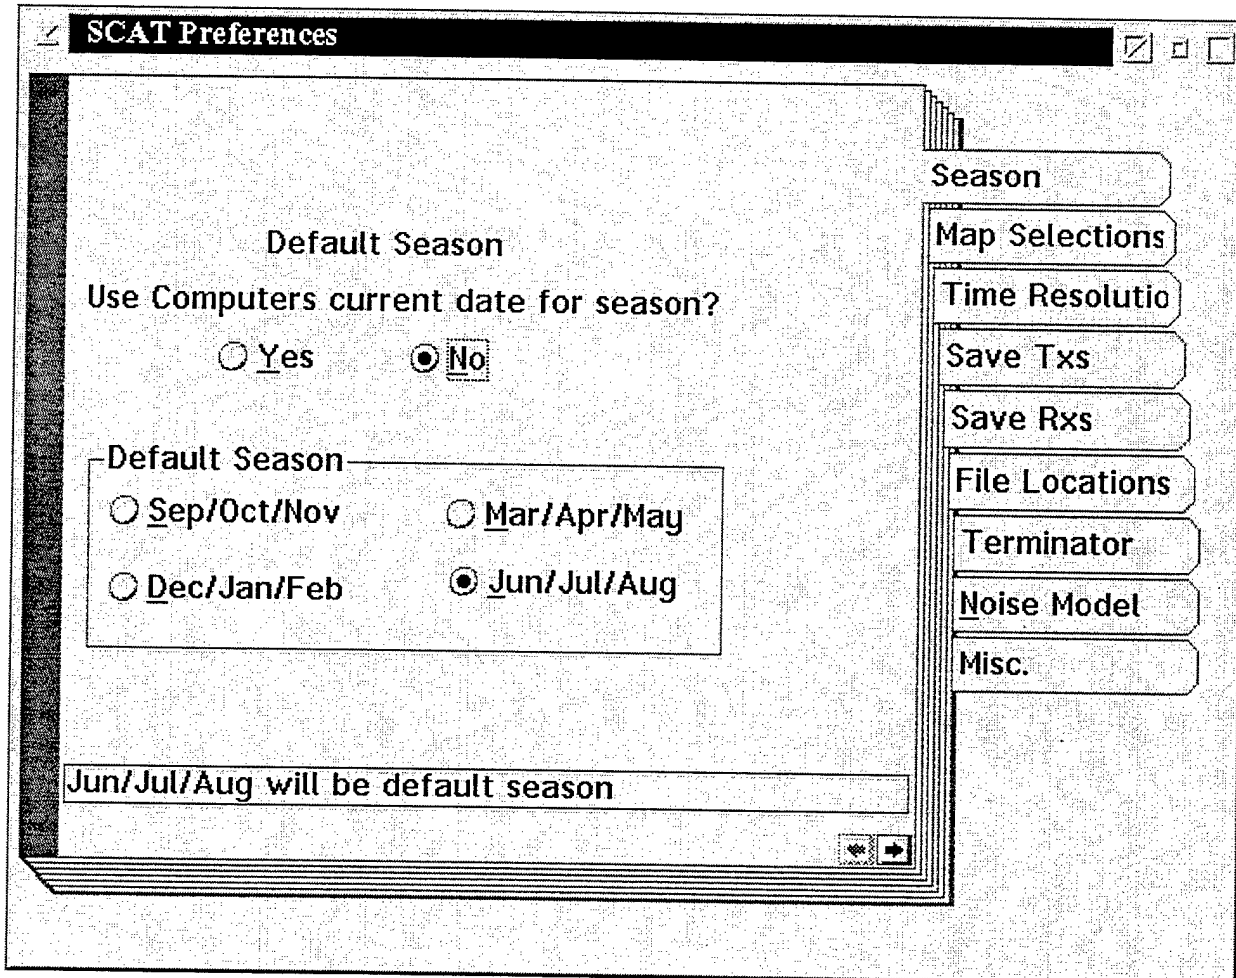 SCAT Preferences
Season
Map Selections
Time Resolutio
Save Txs
Save Rxs
File Locations
Terminator
Noise Model
Misc.
Default Season
Use Computers current date for season?
Yes No
Default Season
Sep/Oct/Nov Mar/Apr/May
Dec/Jan/Feb Jun/Jul/Aug
Jun/Jul/Aug will be default season